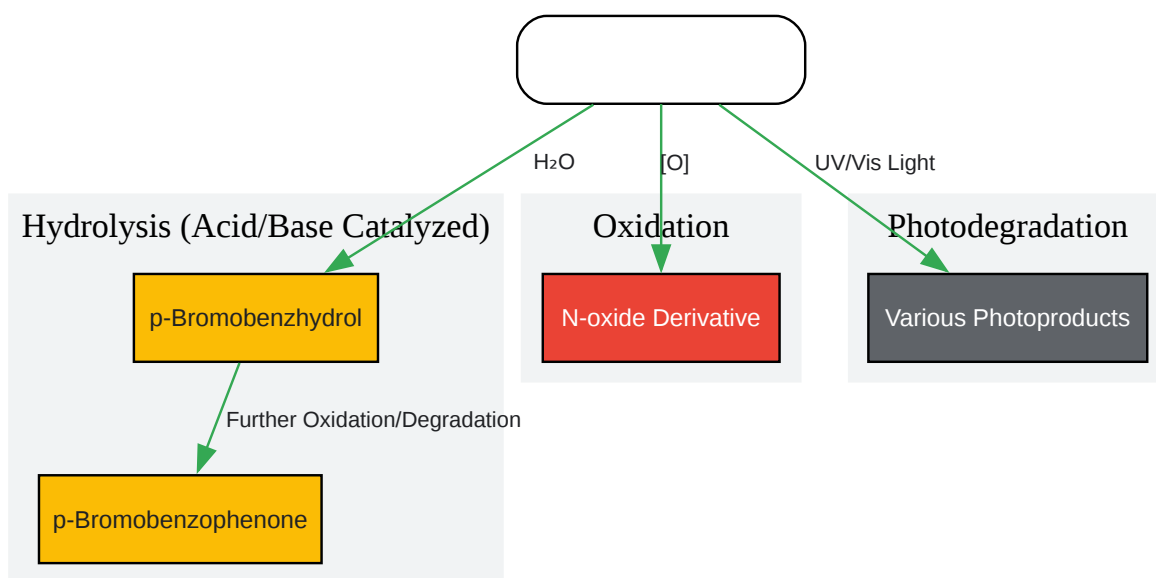 H₂O
[O]
UV/Vis Light
Hydrolysis (Acid/Base Catalyzed)
Oxidation
Photodegradation
p-Bromobenzhydrol
N-oxide Derivative
Various Photoproducts
Further Oxidation/Degradation
p-Bromobenzophenone